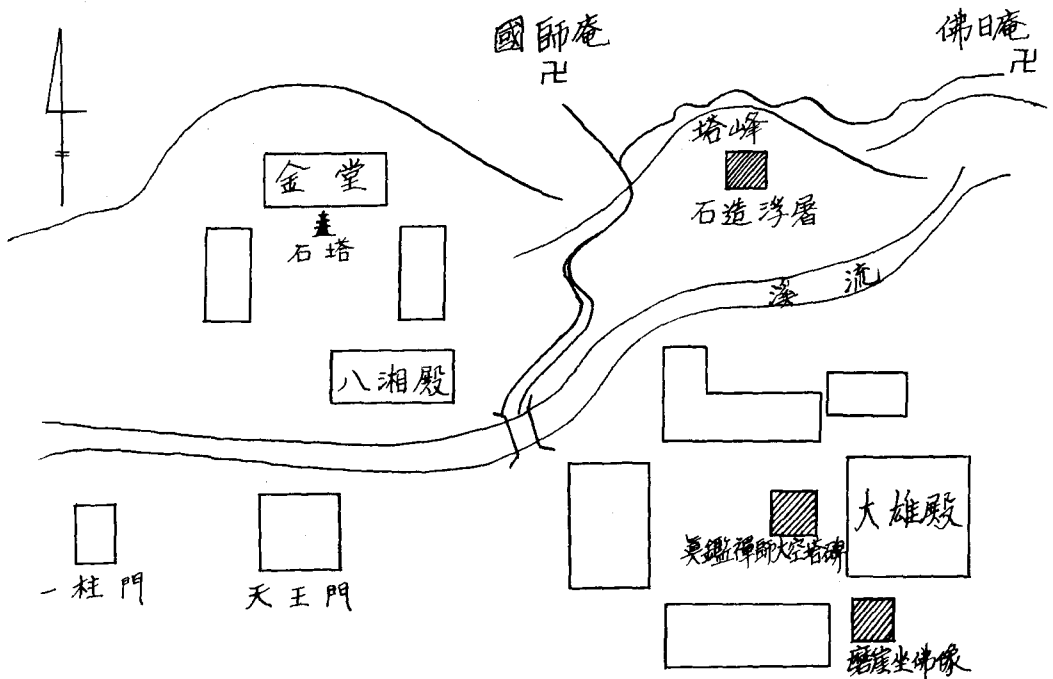 國師庵
卍
佛日庵
卍
塔峰
石造浮屠
金堂
石塔
溪流
八湘殿
大雄殿
眞鑑禪師大空塔碑
一柱門
天王門
磨崖坐佛像